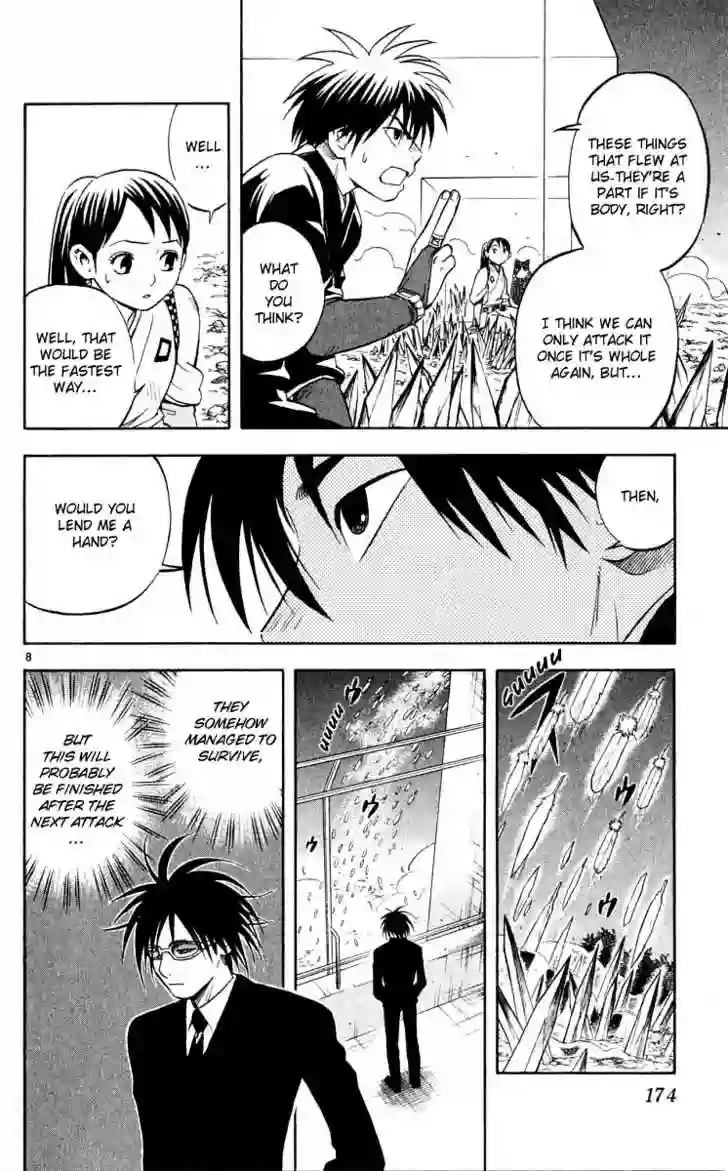 THESE THINGS
THAT FLEW AT
US-THEY'RE A
PART IF IT'S
BODY, RIGHT?
I THINK WE CAN
ONLY ATTACK IT
ONCE IT'S WHOLE
AGAIN, BUT...
WHAT
DO
YOU
THINK?
WELL
...
WELL, THAT
WOULD BE
THE FASTEST
WAY...
THEN,
WOULD YOU
LEND ME A
HAND?
8
suuuu
uuuu
ウ
ウ
THEY
SOMEHOW
MANAGED TO
SURVIVE,
BUT
THIS WILL
PROBABLY
BE FINISHED
AFTER THE
NEXT ATTACK
...
174